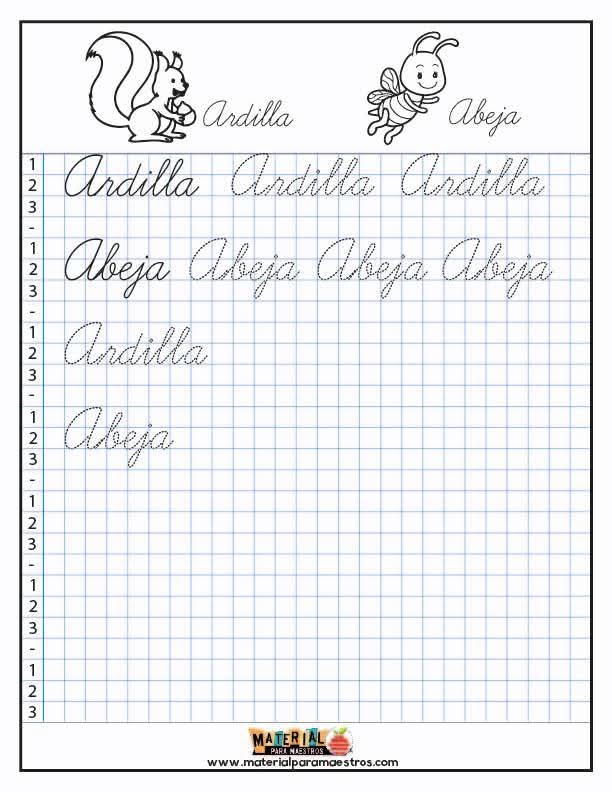 Ardilla Abeja
1 Ardilla Ardilla Ardilla
2
3
-
1 Abeja Abeja Abeja Abeja
2
3
-
1 Ardilla
2
3
-
1 Abeja
2
3
-
1
2
3
-
1
2
3
-
1
2
3
MATERIAL
PARA MAESTROS
www.materialparamaestros.com